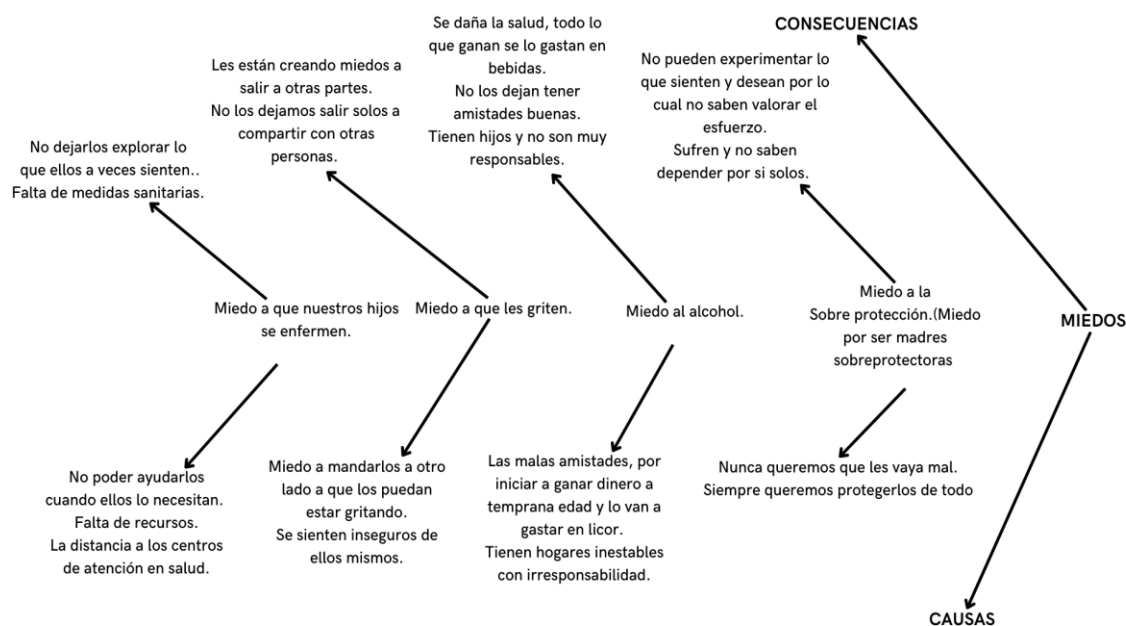 CONSECUENCIAS
Se daña la salud, todo lo
que ganan se lo gastan en
bebidas.
No los dejan tener
amistades buenas.
Tienen hijos y no son muy
responsables.
No pueden experimentar lo
que sienten y desean por lo
cual no saben valorar el
esfuerzo.
Sufren y no saben
depender por si solos.
Les están creando miedos a
salir a otras partes.
No los dejamos salir solos a
compartir con otras
personas.
No dejarlos explorar lo
que ellos a veces sienten..
Falta de medidas sanitarias.
Miedo a que nuestros hijos
se enfermen.
Miedo a que les griten.
Miedo al alcohol.
Miedo a la
Sobre protección.(Miedo
por ser madres
sobreprotectoras
MIEDOS
No poder ayudarlos
cuando ellos lo necesitan.
Falta de recursos.
La distancia a los centros
de atención en salud.
Miedo a mandarlos a otro
lado a que los puedan
estar gritando.
Se sienten inseguros de
ellos mismos.
Las malas amistades, por
iniciar a ganar dinero a
temprana edad y lo van a
gastar en licor.
Tienen hogares inestables
con irresponsabilidad.
Nunca queremos que les vaya mal.
Siempre queremos protegerlos de todo
CAUSAS